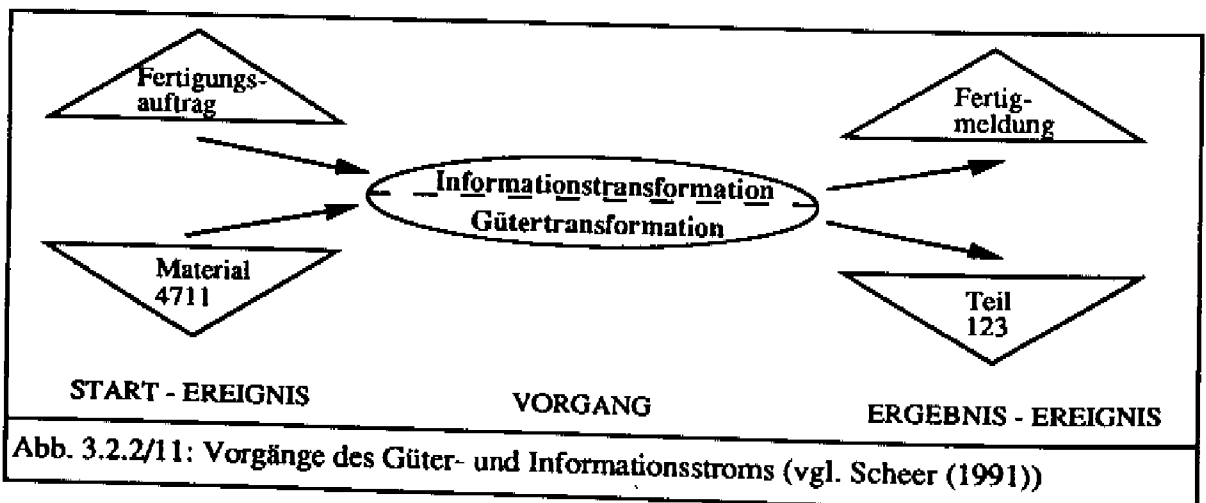 Fertigungs-
auftrag
Fertig-
meldung
Informationstransformation
Gütertransformation
Material
4711
Teil
123
START - EREIGNIS
VORGANG
ERGEBNIS - EREIGNIS
Abb. 3.2.2/11: Vorgänge des Güter- und Informationsstroms (vgl. Scheer (1991))